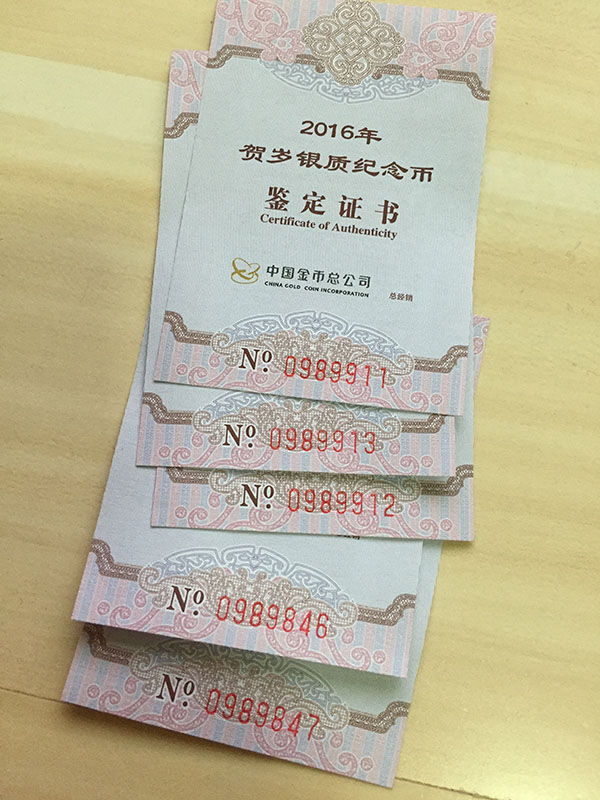 2016年
贺岁银质纪念币
鉴定证书
Certificate of Authenticity
中国金币总公司
CHINA GOLD COIN INCORPORATION
总经销
Nº. 0989911
Nº. 0989913
Nº. 0989912
Nº. 0989846
Nº. 0989847